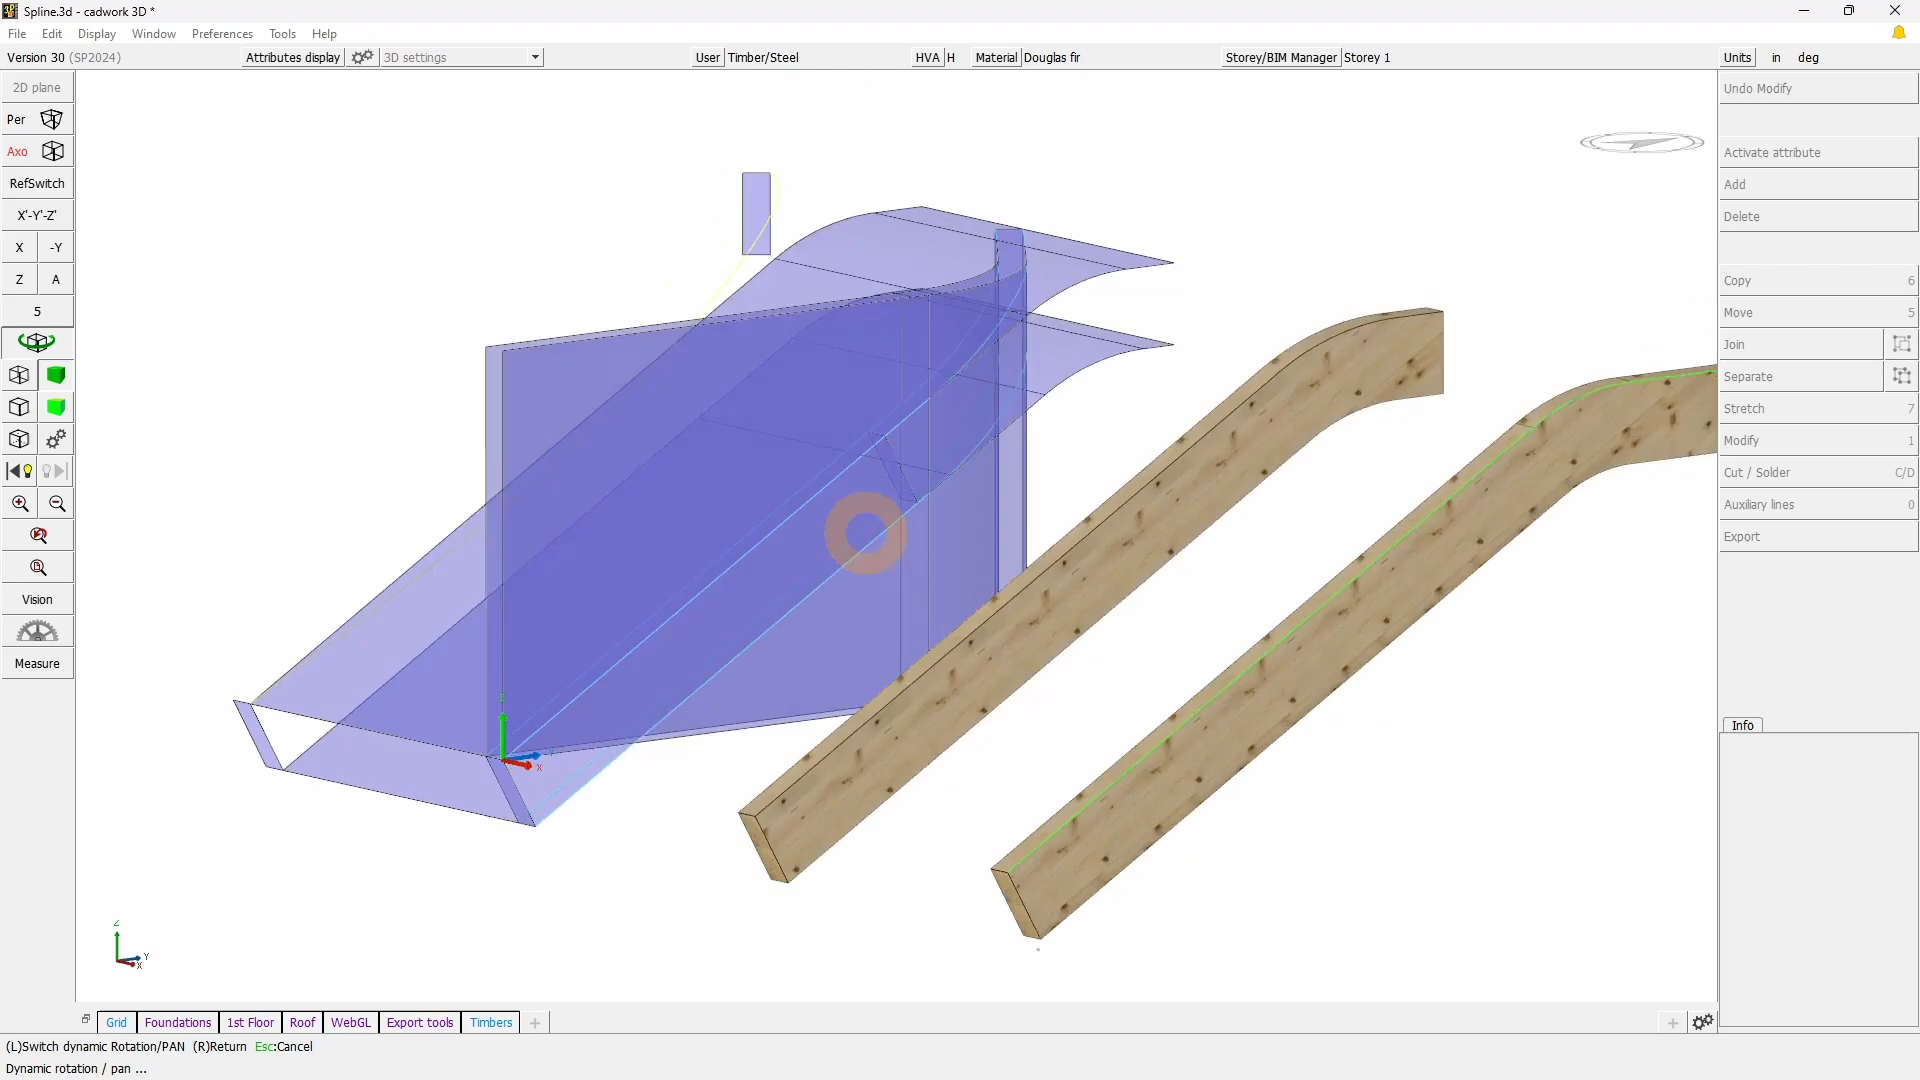 Spline.3d - cadwork 3D *
File Edit Display Window Preferences Tools Help
Version 30 (SP2024) Attributes display 3D settings User Timber/Steel HVA H Material Douglas fir Storey/BIM Manager Storey 1 Units in deg
2D plane
Per
Axo
RefSwitch
X'-Y'-Z'
X -Y
Z A
5
Vision
Measure
Undo Modify
Activate attribute
Add
Delete
Copy 6
Move 5
Join
Separate
Stretch 7
Modify 1
Cut / Solder C/D
Auxiliary lines 0
Export
Info
X
Z
Y
X
Grid Foundations 1st Floor Roof WebGL Export tools Timbers +
(L)Switch dynamic Rotation/PAN (R)Return Esc:Cancel
Dynamic rotation / pan ...